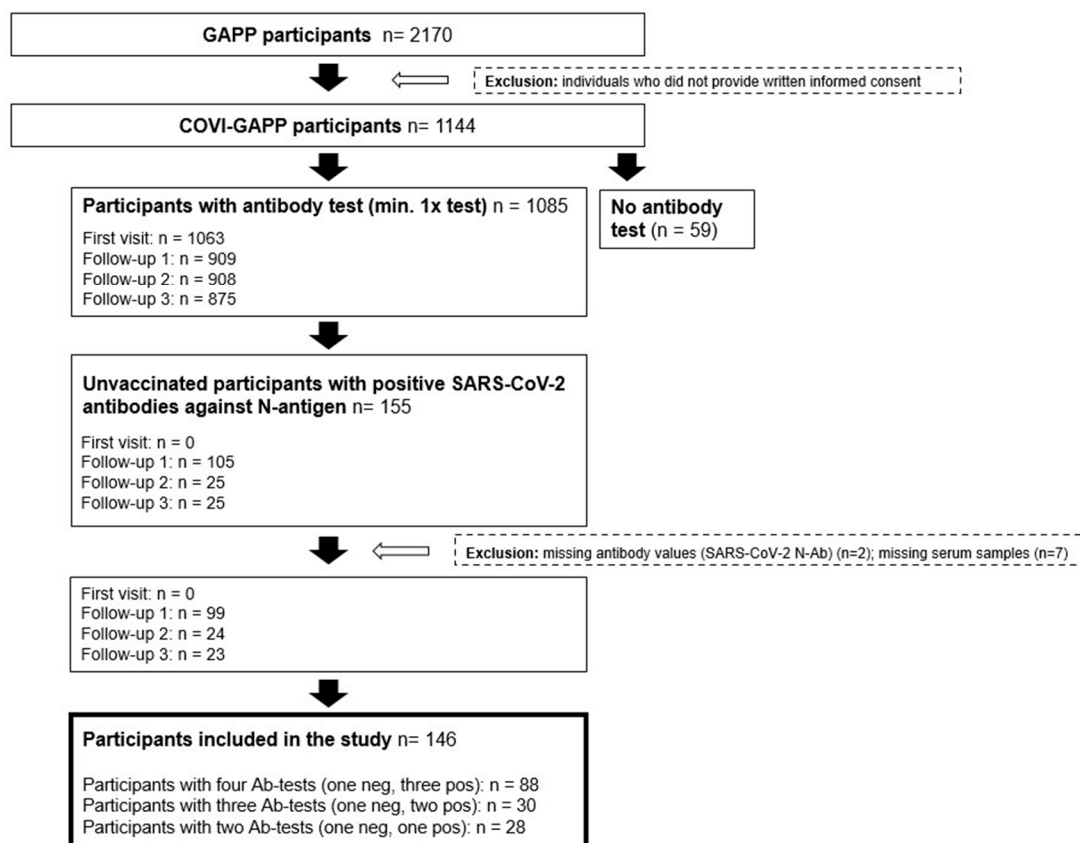 GAPP participants n= 2170
Exclusion: individuals who did not provide written informed consent
COVI-GAPP participants n= 1144
Participants with antibody test (min. 1x test) n = 1085
First visit: n = 1063
Follow-up 1: n = 909
Follow-up 2: n = 908
Follow-up 3: n = 875
No antibody
test (n = 59)
Unvaccinated participants with positive SARS-CoV-2
antibodies against N-antigen n= 155
First visit: n = 0
Follow-up 1: n = 105
Follow-up 2: n = 25
Follow-up 3: n = 25
Exclusion: missing antibody values (SARS-CoV-2 N-Ab) (n=2); missing serum samples (n=7)
First visit: n = 0
Follow-up 1: n = 99
Follow-up 2: n = 24
Follow-up 3: n = 23
Participants included in the study n= 146
Participants with four Ab-tests (one neg, three pos): n = 88
Participants with three Ab-tests (one neg, two pos): n = 30
Participants with two Ab-tests (one neg, one pos): n = 28